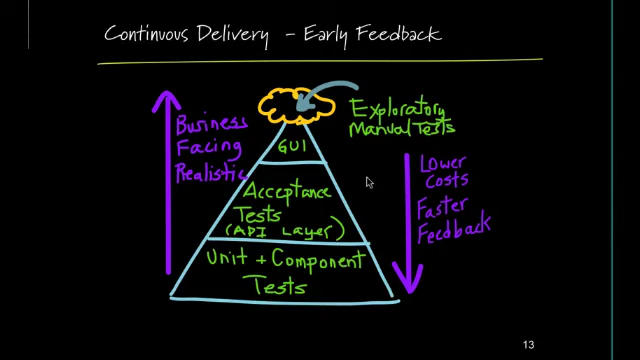 Continuous Delivery - Early Feedback
Exploratory
Manual Tests
Business
Facing
Realistic
GUI
Lower
Costs
Faster
Feedback
Acceptance
Tests
(API Layer)
Unit + Component
Tests
13